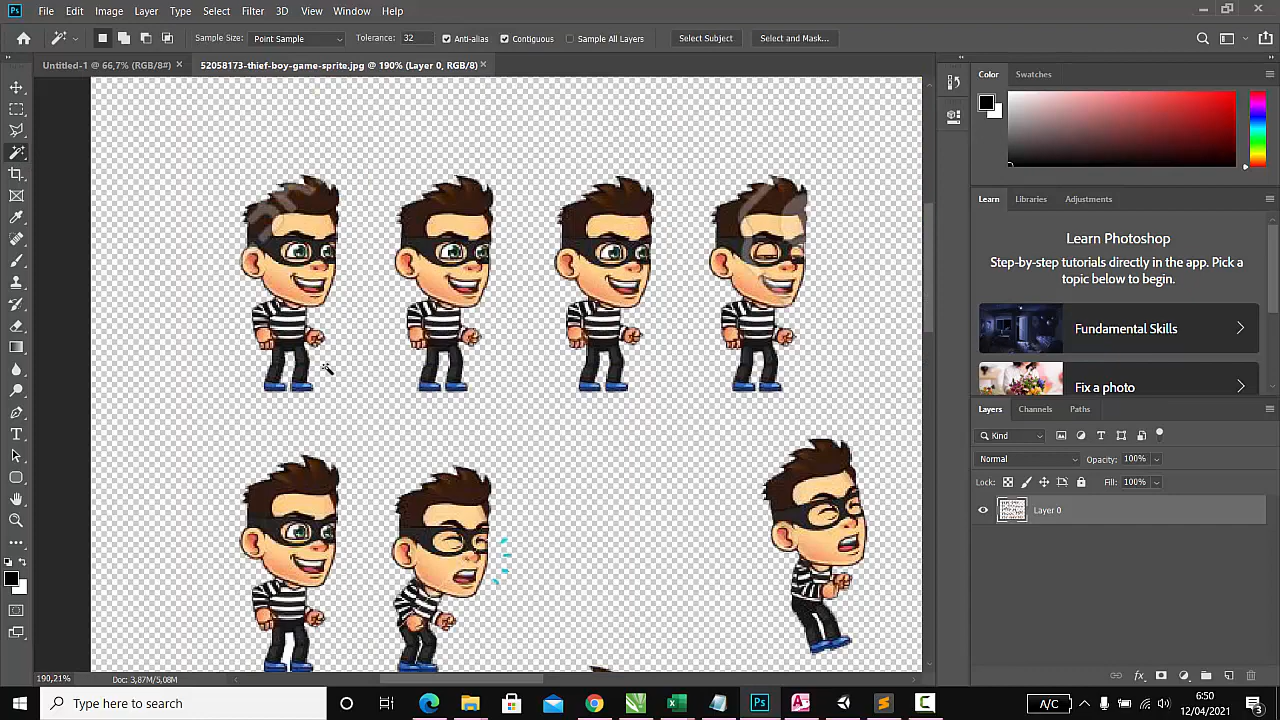 Ps File Edit Image Layer Type Select Filter 3D View Window Help
Sample Size: Point Sample Tolerance: 32 Anti-alias Contiguous Sample All Layers Select Subject Select and Mask...
Untitled-1 @ 66,7% (RGB/8#) × 52058173-thief-boy-game-sprite.jpg @ 190% (Layer 0, RGB/8) ×
Color Swatches
Learn Libraries Adjustments
Learn Photoshop
Step-by-step tutorials directly in the app. Pick a
topic below to begin.
Fundamental Skills
Fix a photo
Layers Channels Paths
Kind
Normal Opacity: 100%
Lock: Fill: 100%
Layer 0
190,21% Doc: 3,87M/5,08M
Type here to search
A/C
6:50
12/04/2021
3